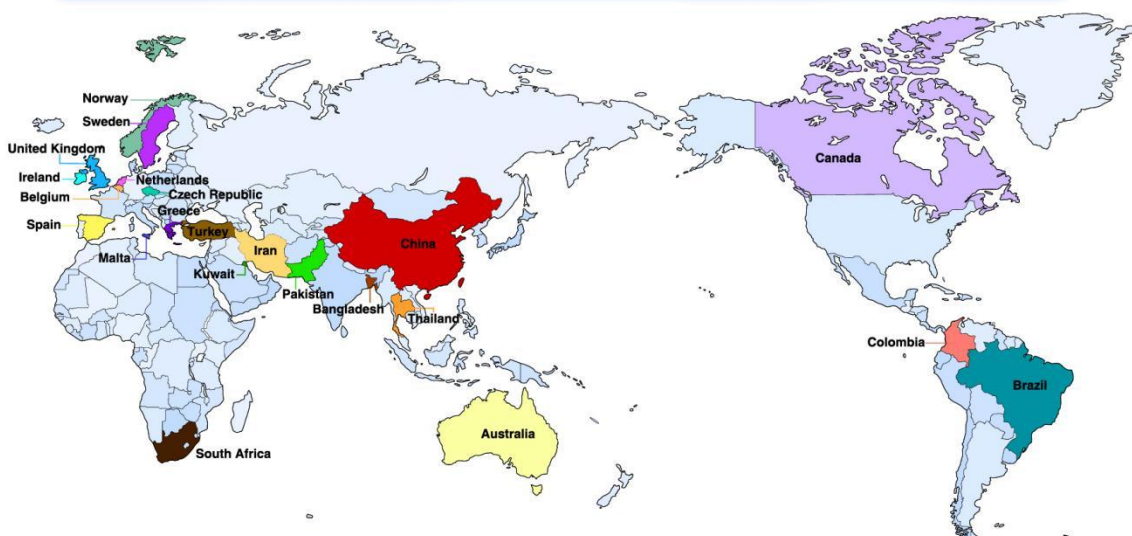 Norway
Sweden
United Kingdom
Ireland
Netherlands
Belgium
Czech Republic
Greece
Spain
Turkey
Malta
Iran
China
Kuwait
Pakistan
Bangladesh
Thailand
South Africa
Australia
Canada
Colombia
Brazil